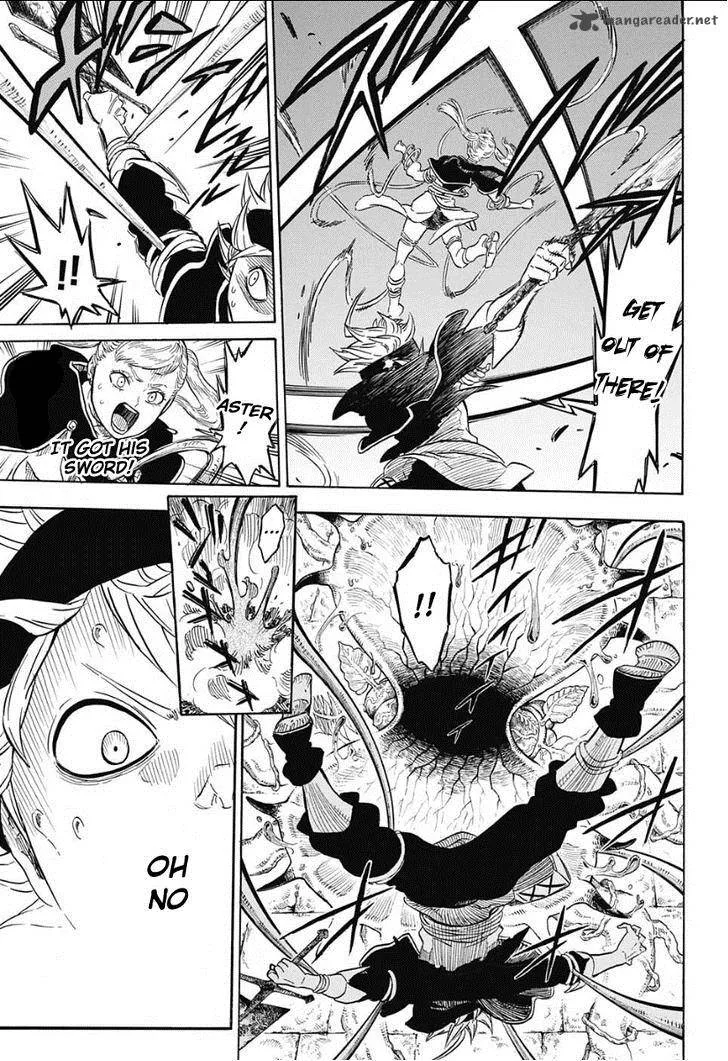 mangareader.net
GET
OUT OF
THERE!
!!
ASTER
!
IT GOT HIS
SWORD!
!!
...
OH
NO